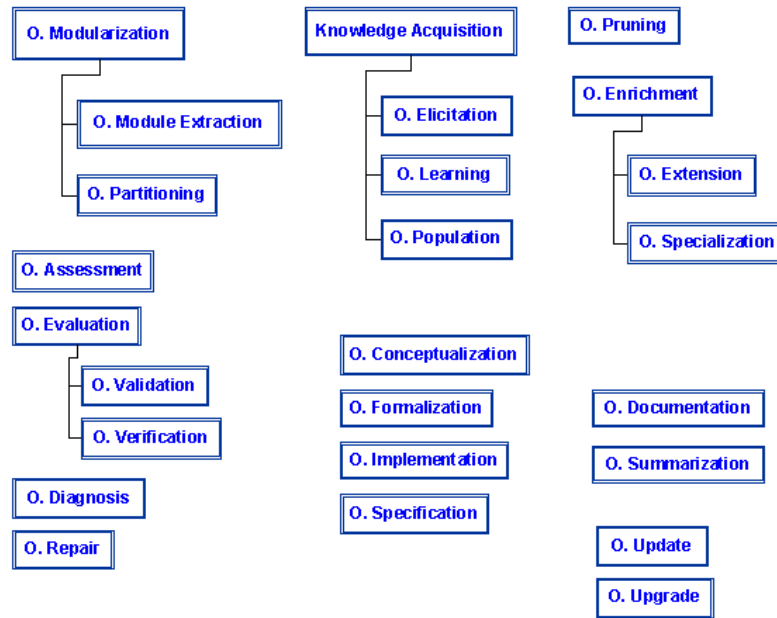 O. Modularization
O. Module Extraction
O. Partitioning
O. Assessment
O. Evaluation
O. Validation
O. Verification
O. Diagnosis
O. Repair
Knowledge Acquisition
O. Elicitation
O. Learning
O. Population
O. Conceptualization
O. Formalization
O. Implementation
O. Specification
O. Pruning
O. Enrichment
O. Extension
O. Specialization
O. Documentation
O. Summarization
O. Update
O. Upgrade